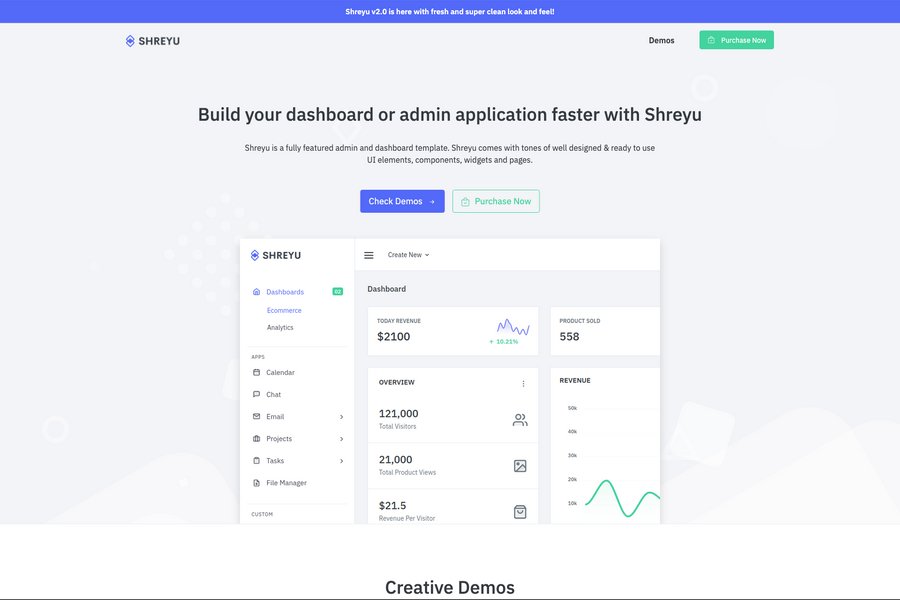 Shreyu v2.0 is here with fresh and super clean look and feel!
SHREYU
Demos
Purchase Now
Build your dashboard or admin application faster with Shreyu
Shreyu is a fully featured admin and dashboard template. Shreyu comes with tones of well designed & ready to use
UI elements, components, widgets and pages.
Check Demos →
Purchase Now
SHREYU
Create New
Dashboards
02
Ecommerce
Analytics
APPS
Calendar
Chat
Email
Projects
Tasks
File Manager
CUSTOM
Dashboard
TODAY REVENUE
$2100
+ 10.21%
PRODUCT SOLD
558
OVERVIEW
121,000
Total Visitors
21,000
Total Product Views
$21.5
Revenue Per Visitor
REVENUE
50k
40k
30k
20k
10k
Creative Demos